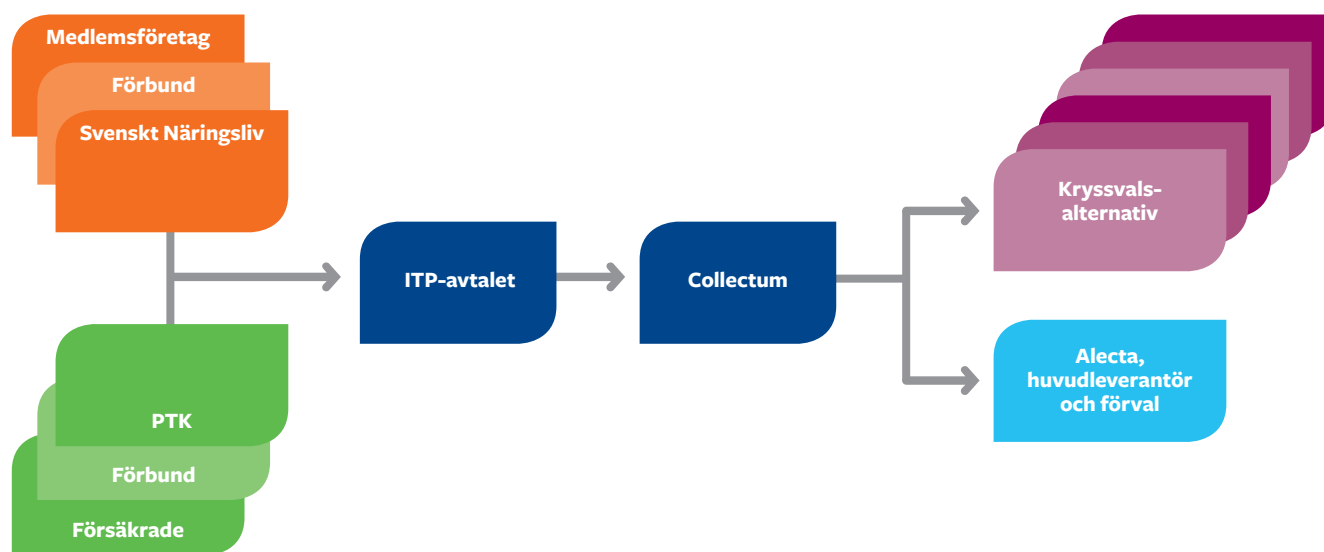 Medlemsföretag
Förbund
Svenskt Näringsliv
PTK
Förbund
Försäkrade
ITP-avtalet
Collectum
Kryssvals-
alternativ
Alecta,
huvudleverantör
och förval